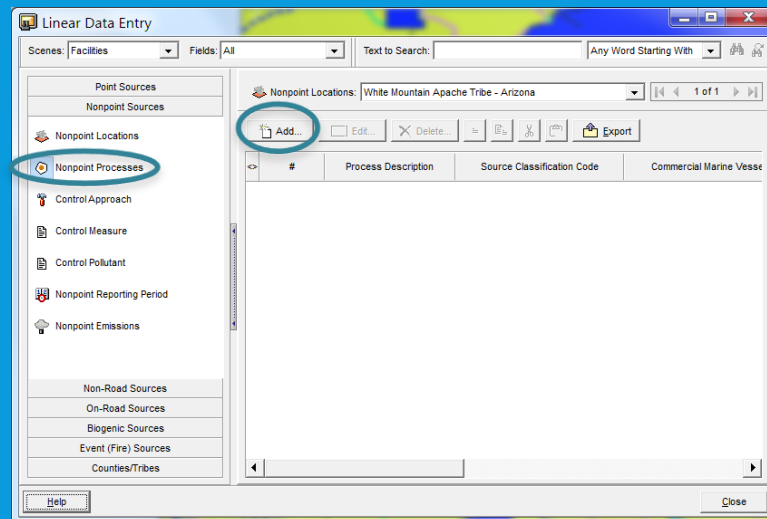 Linear Data Entry
Scenes: Facilities Fields: All Text to Search: Any Word Starting With
Point Sources
Nonpoint Sources
Nonpoint Locations
Nonpoint Processes
Control Approach
Control Measure
Control Pollutant
Nonpoint Reporting Period
Nonpoint Emissions
Non-Road Sources
On-Road Sources
Biogenic Sources
Event (Fire) Sources
Counties/Tribes
Nonpoint Locations: White Mountain Apache Tribe - Arizona 1 of 1
Add... Edit... Delete... Export
<> # Process Description Source Classification Code Commercial Marine Vesse
Help Close